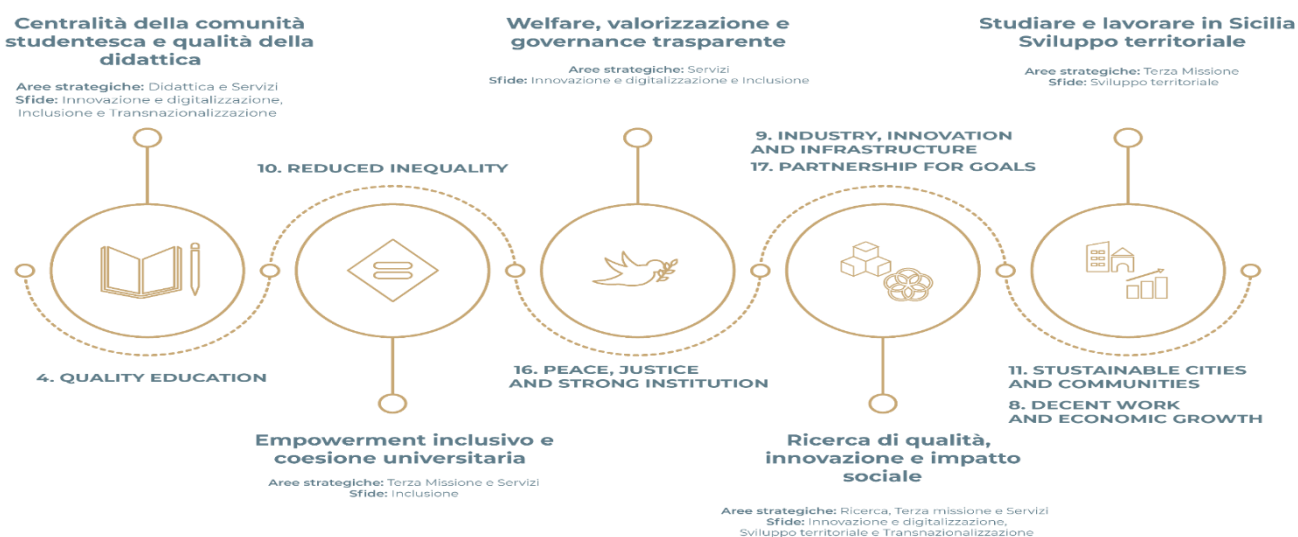 Centralità della comunità
studentesca e qualità della
didattica
Aree strategiche: Didattica e Servizi
Sfide: Innovazione e digitalizzazione,
Inclusione e Transnazionalizzazione
4. QUALITY EDUCATION
10. REDUCED INEQUALITY
Empowerment inclusivo e
coesione universitaria
Aree strategiche: Terza Missione e Servizi
Sfide: Inclusione
Welfare, valorizzazione e
governance trasparente
Aree strategiche: Servizi
Sfide: Innovazione e digitalizzazione e Inclusione
16. PEACE, JUSTICE
AND STRONG INSTITUTION
9. INDUSTRY, INNOVATION
AND INFRASTRUCTURE
17. PARTNERSHIP FOR GOALS
Ricerca di qualità,
innovazione e impatto
sociale
Aree strategiche: Ricerca, Terza missione e Servizi
Sfide: Innovazione e digitalizzazione,
Sviluppo territoriale e Transnazionalizzazione
Studiare e lavorare in Sicilia
Sviluppo territoriale
Aree strategiche: Terza Missione
Sfide: Sviluppo territoriale
11. STUSTAINABLE CITIES
AND COMMUNITIES
8. DECENT WORK
AND ECONOMIC GROWTH